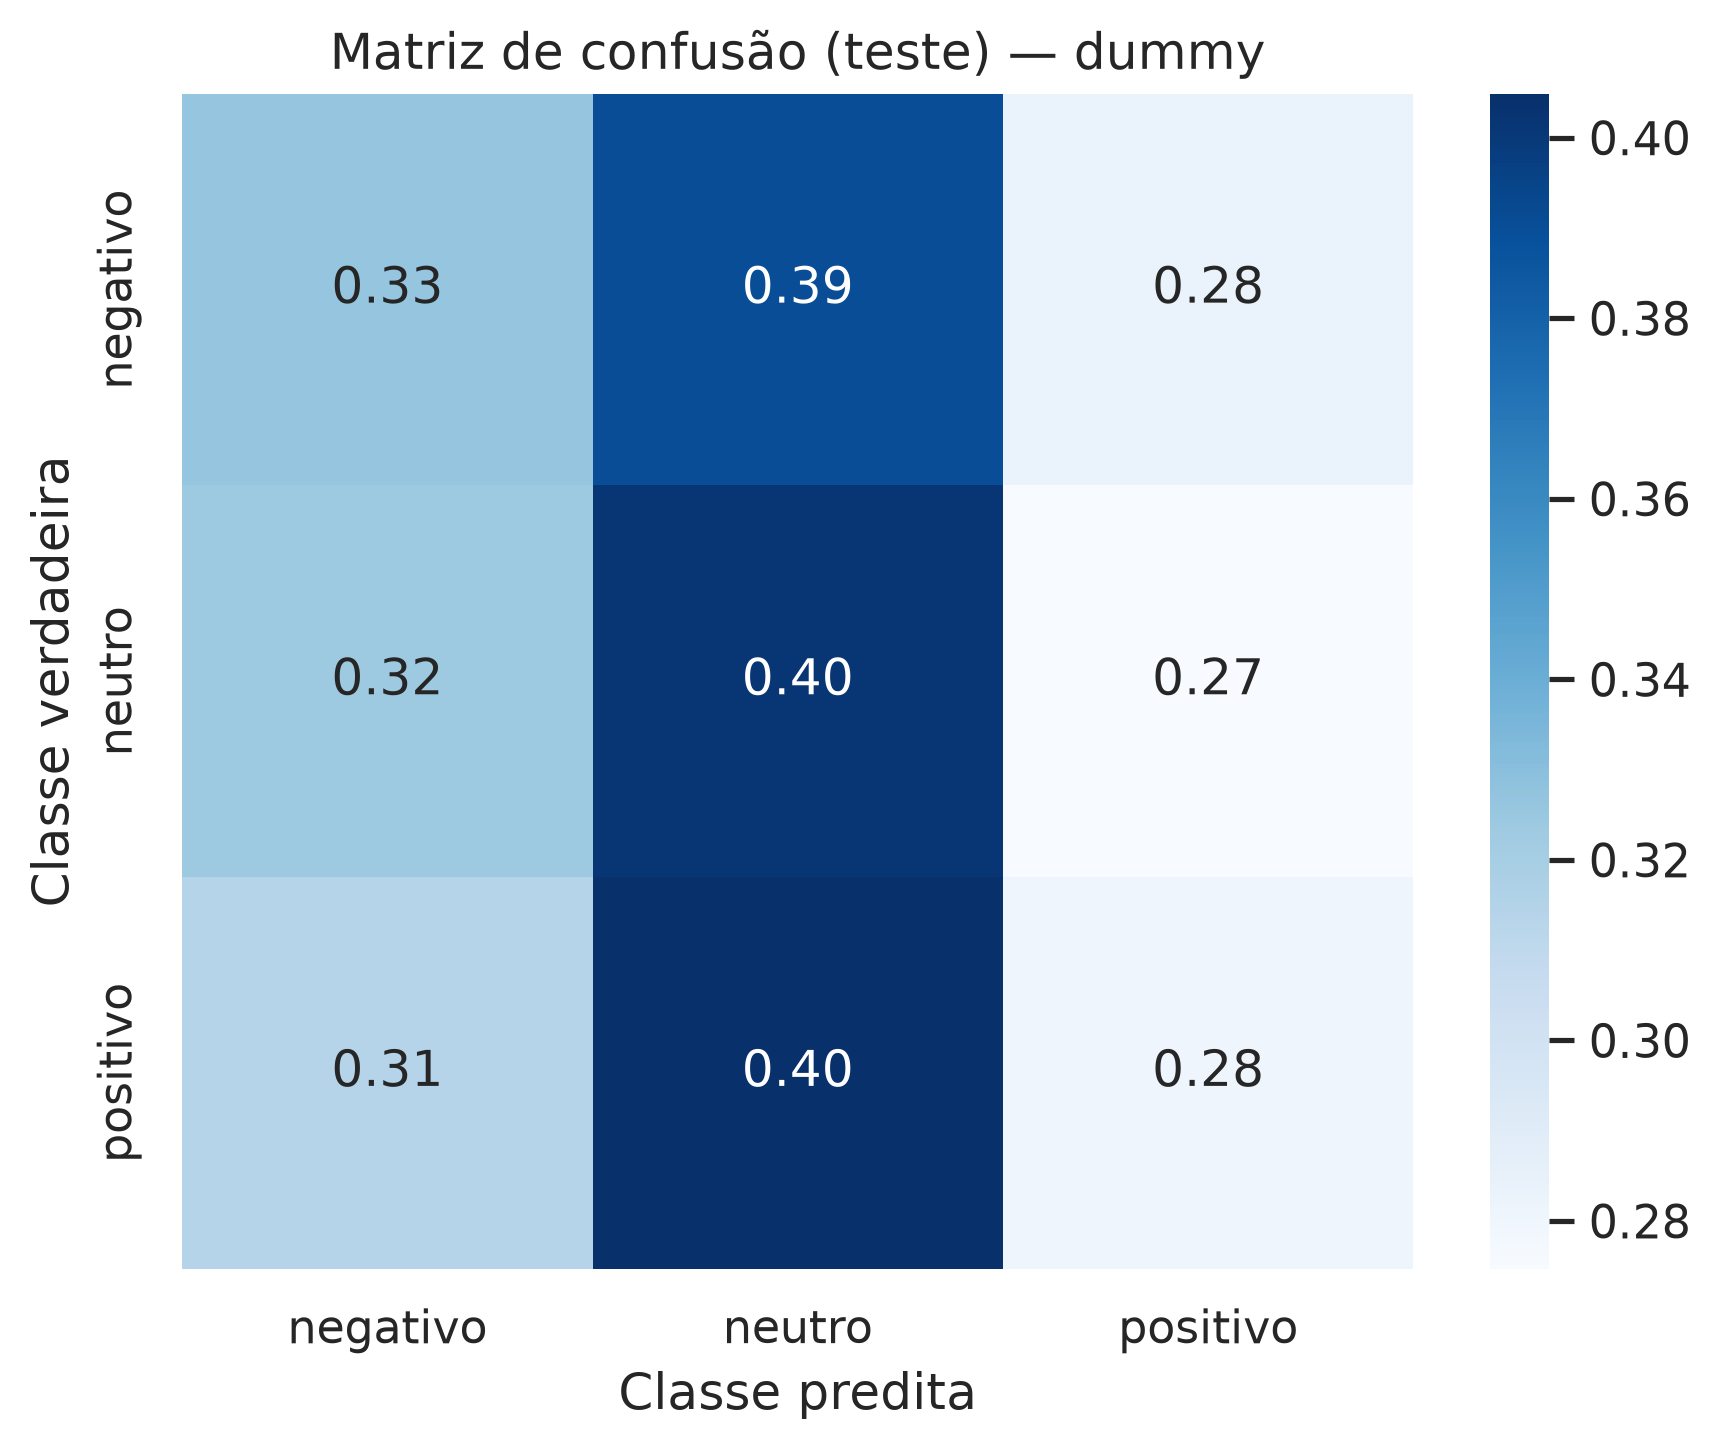 Matriz de confusão (teste) — dummy
Classe verdadeira
negativo
0.33 0.39 0.28
neutro
0.32 0.40 0.27
positivo
0.31 0.40 0.28
negativo neutro positivo
Classe predita
0.40
0.38
0.36
0.34
0.32
0.30
0.28